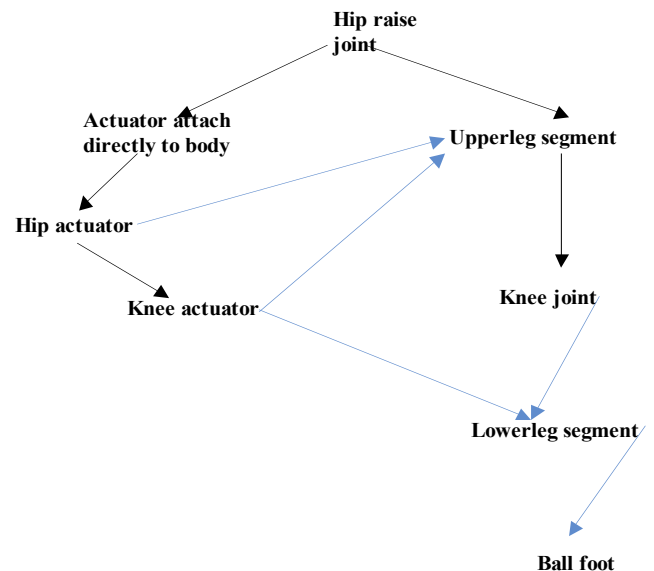 Hip raise
joint
Actuator attach
directly to body
Upperleg segment
Hip actuator
Knee actuator
Knee joint
Lowerleg segment
Ball foot